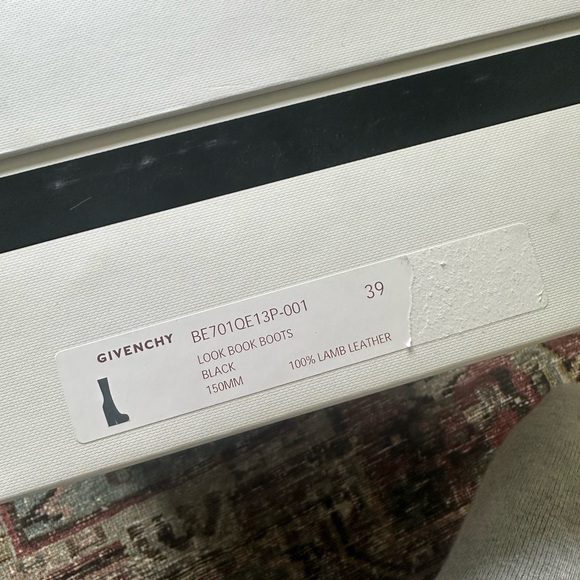 GIVENCHY
BE701QE13P-001
39
LOOK BOOK BOOTS
BLACK
150MM
100% LAMB LEATHER